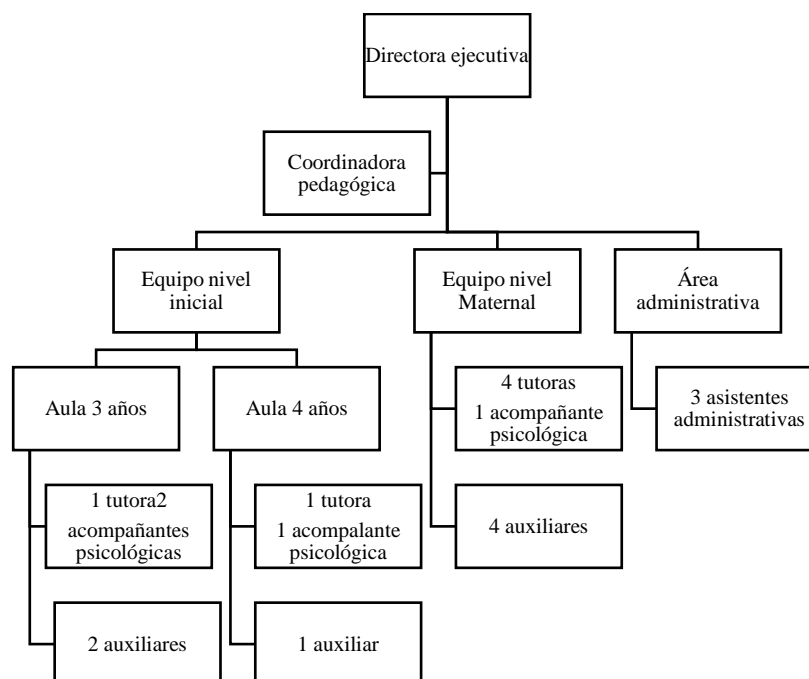 Directora ejecutiva
Coordinadora
pedagógica
Equipo nivel
inicial
Equipo nivel
Maternal
Área
administrativa
Aula 3 años
Aula 4 años
4 tutoras
1 acompañante
psicológica
3 asistentes
administrativas
1 tutora2
acompañantes
psicológicas
1 tutora
1 acompalante
psicológica
4 auxiliares
2 auxiliares
1 auxiliar